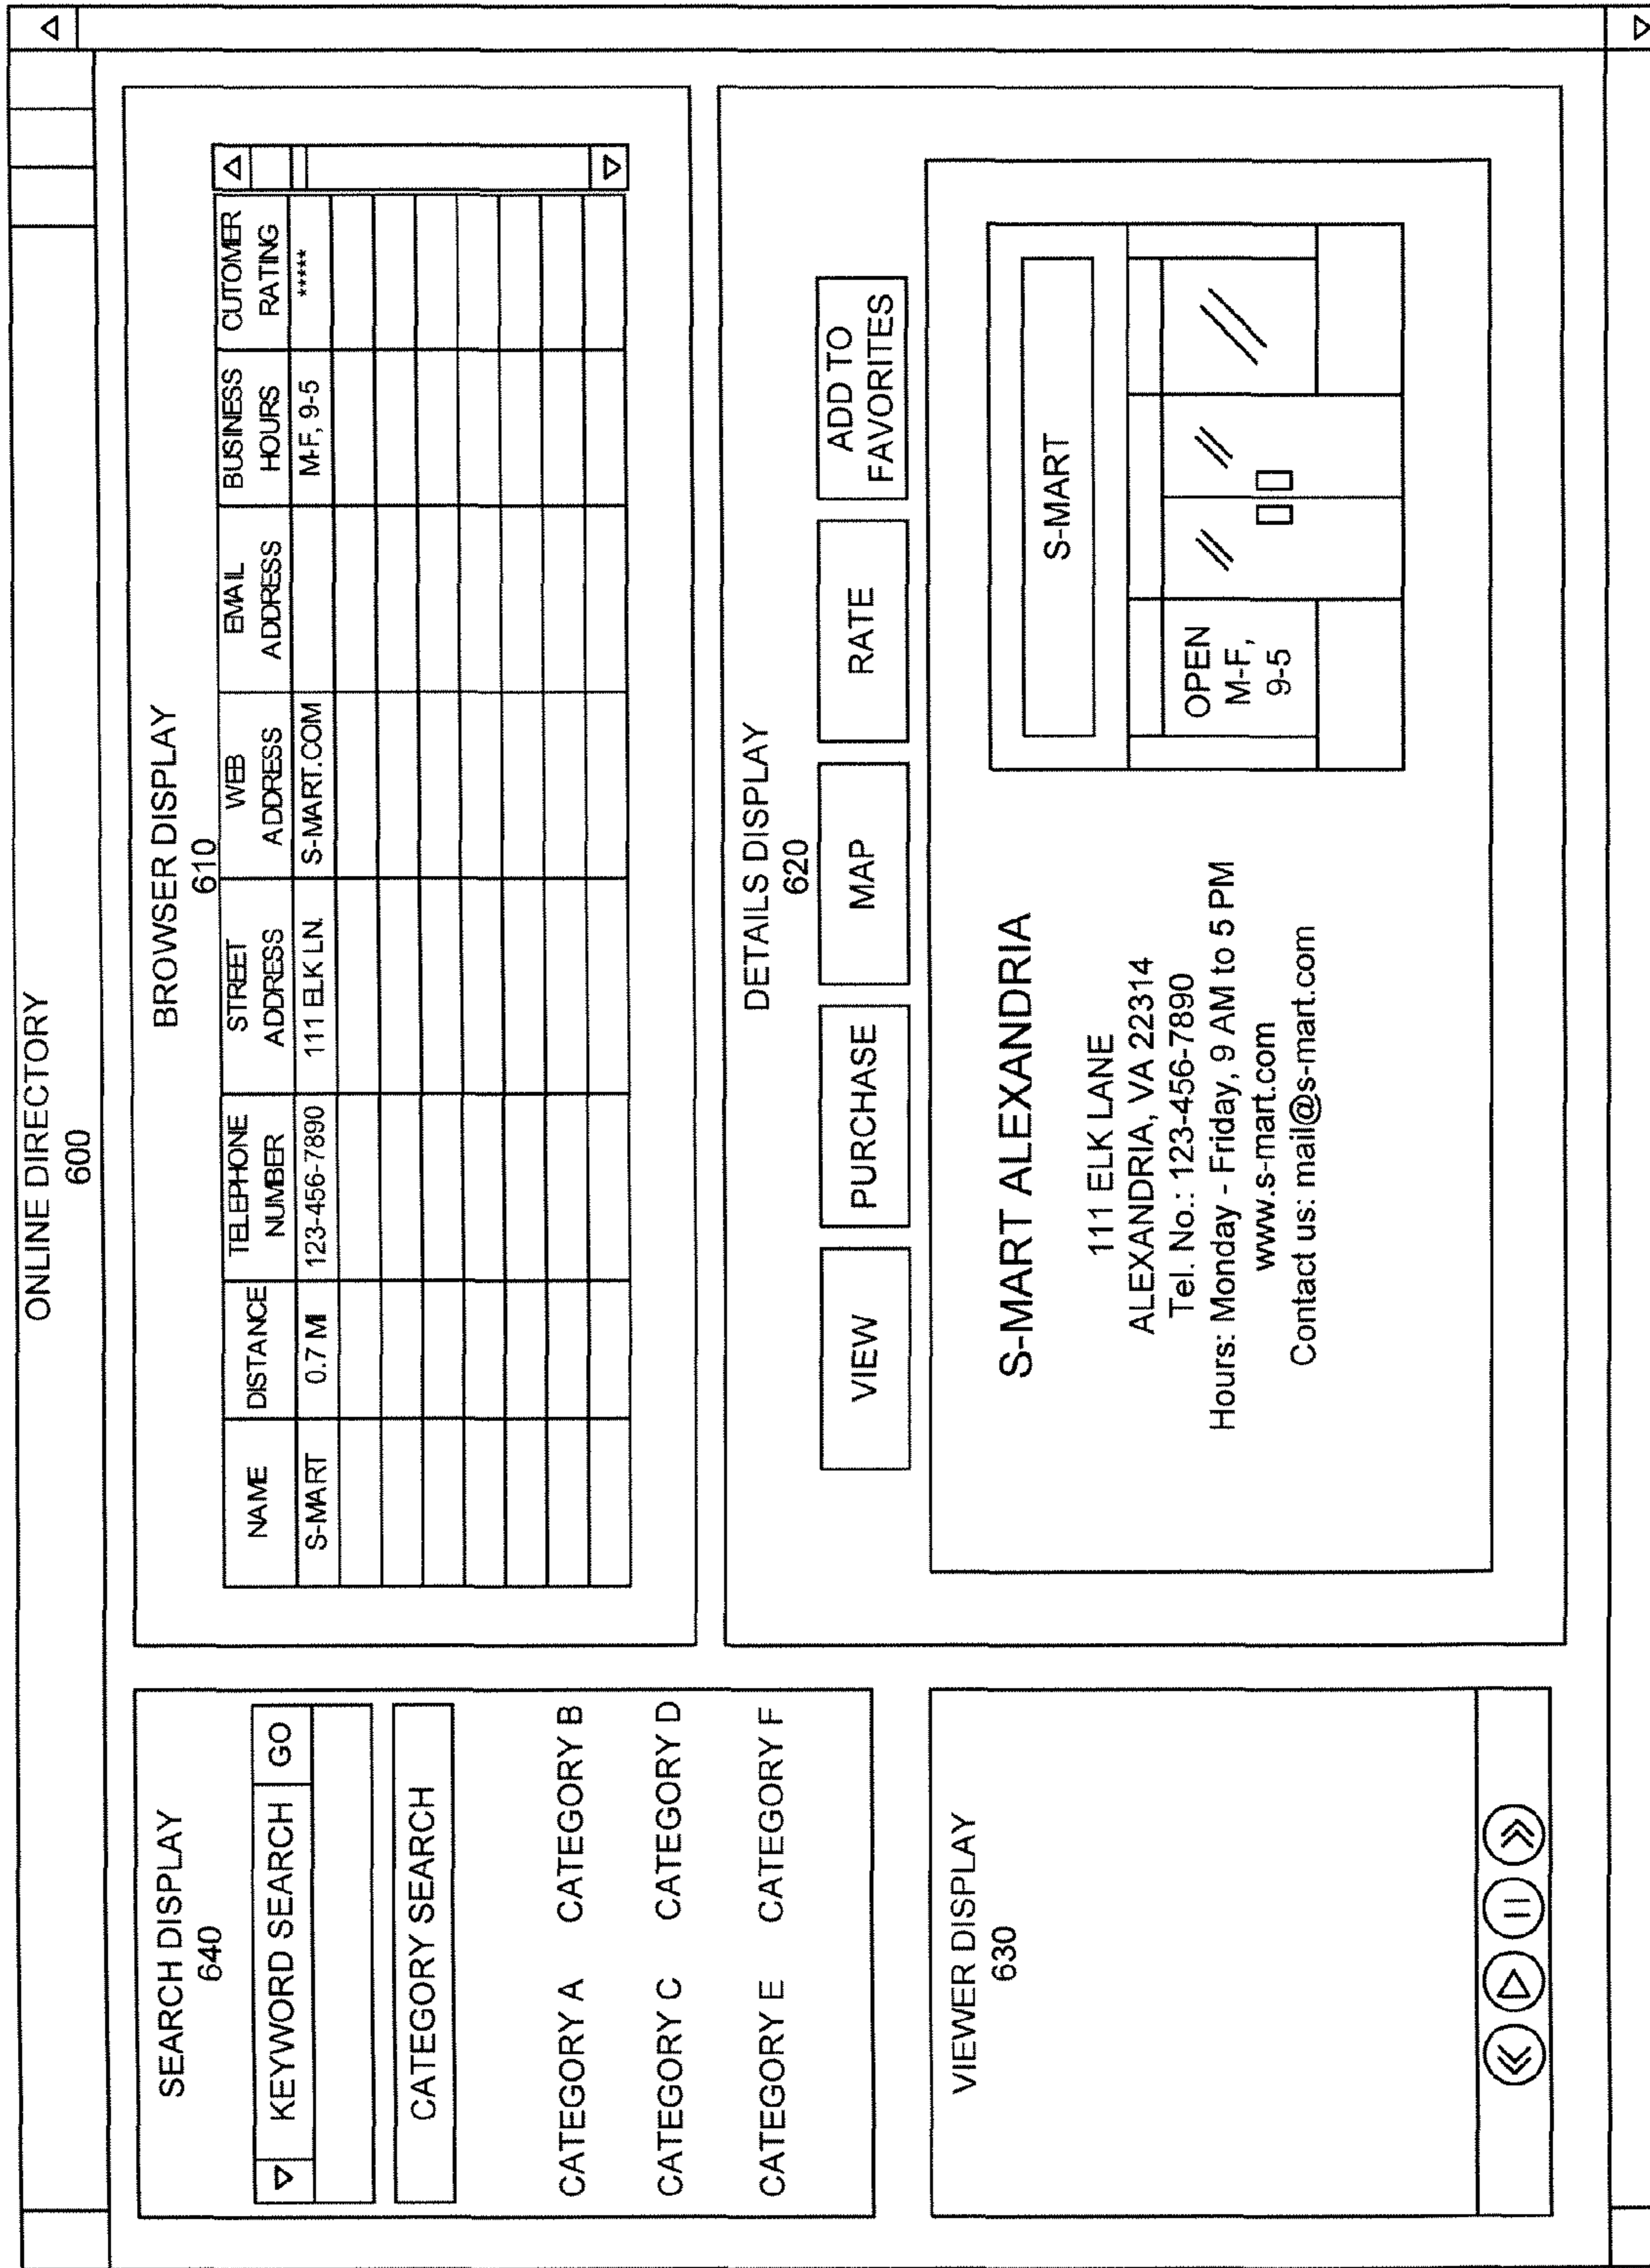 ONLINE DIRECTORY
600
SEARCH DISPLAY
640
KEYWORD SEARCH GO
CATEGORY SEARCH
CATEGORY A CATEGORY B
CATEGORY C CATEGORY D
CATEGORY E CATEGORY F
VIEWER DISPLAY
630
BROWSER DISPLAY
610
NAME DISTANCE TELEPHONE NUMBER STREET ADDRESS WEB ADDRESS EMAIL ADDRESS BUSINESS HOURS CUTOMER RATING
S-MART 0.7 MI 123-456-7890 111 ELK LN. S-MART.COM M-F, 9-5 *****
DETAILS DISPLAY
620
VIEW PURCHASE MAP RATE ADD TO FAVORITES
S-MART ALEXANDRIA
111 ELK LANE
ALEXANDRIA, VA 22314
Tel. No.: 123-456-7890
Hours: Monday - Friday, 9 AM to 5 PM
www.s-mart.com
Contact us: mail@s-mart.com
S-MART
OPEN
M-F,
9-5